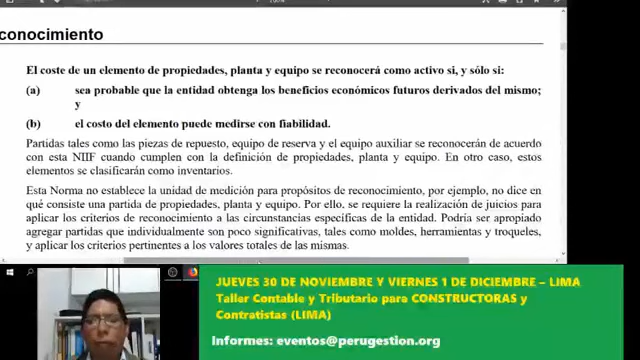 conocimiento
El coste de un elemento de propiedades, planta y equipo se reconocerá como activo si, y sólo si:
(a) sea probable que la entidad obtenga los beneficios económicos futuros derivados del mismo;
y
(b) el costo del elemento puede medirse con fiabilidad.
Partidas tales como las piezas de repuesto, equipo de reserva y el equipo auxiliar se reconocerán de acuerdo
con esta NIIF cuando cumplen con la definición de propiedades, planta y equipo. En otro caso, estos
elementos se clasificarán como inventarios.
Esta Norma no establece la unidad de medición para propósitos de reconocimiento, por ejemplo, no dice en
qué consiste una partida de propiedades, planta y equipo. Por ello, se requiere la realización de juicios para
aplicar los criterios de reconocimiento a las circunstancias específicas de la entidad. Podría ser apropiado
agregar partidas que individualmente son poco significativas, tales como moldes, herramientas y troqueles,
y aplicar los criterios pertinentes a los valores totales de las mismas.
JUEVES 30 DE NOVIEMBRE Y VIERNES 1 DE DICIEMBRE – LIMA
Taller Contable y Tributario para CONSTRUCTORAS y
Contratistas (LIMA)
Informes: eventos@perugestion.org